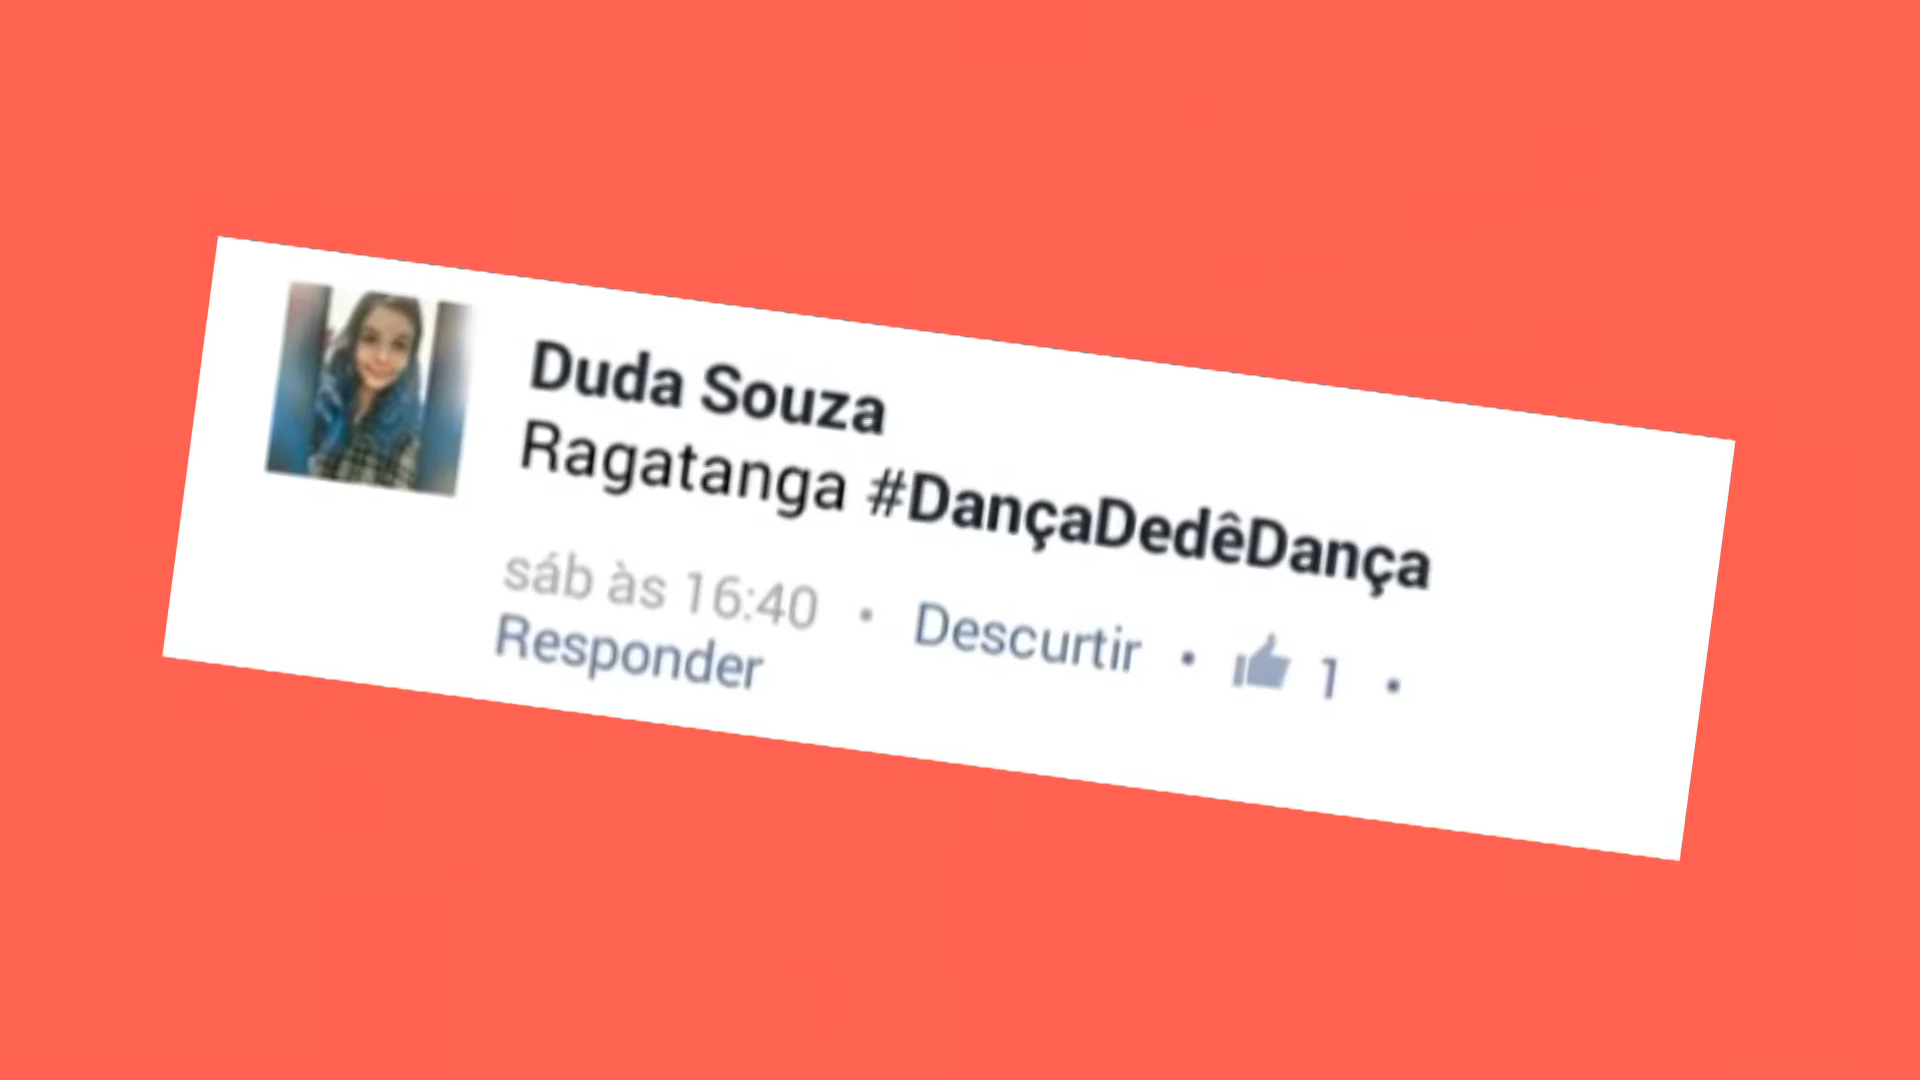 Duda Souza
Ragatanga #DançaDedêDança
sáb às 16:40 • Descurtir • 1 •
Responder